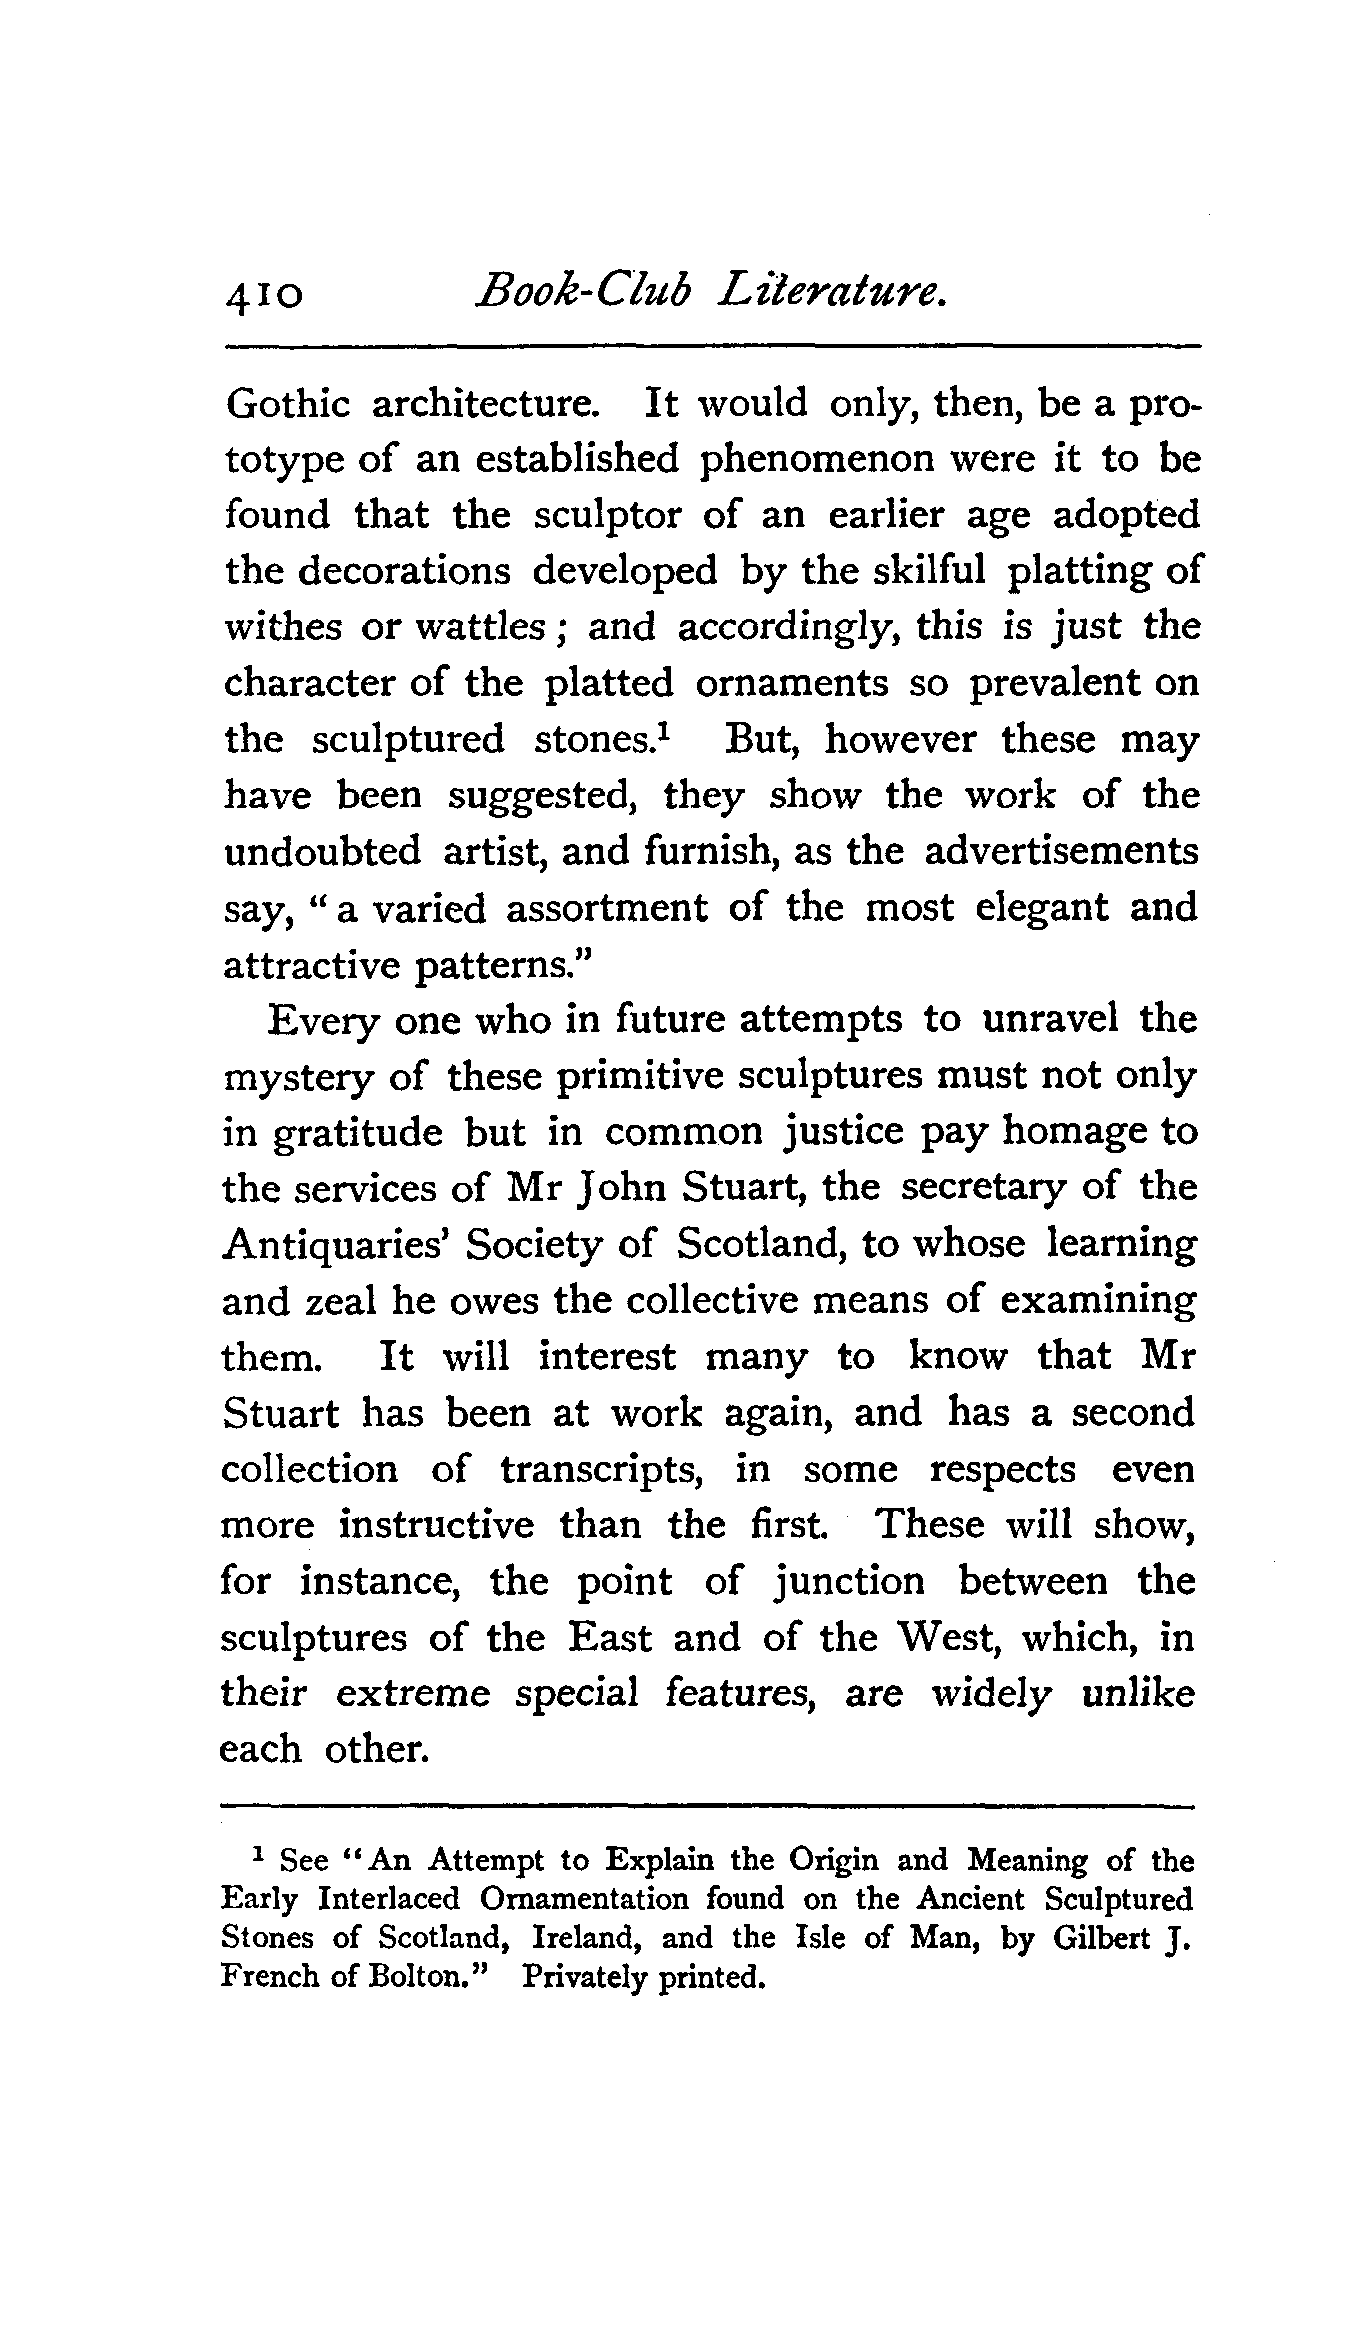 410 Book-Club Literature.
Gothic architecture. It would only, then, be a pro-
totype of an established phenomenon were it to be
found that the sculptor of an earlier age adopted
the decorations developed by the skilful platting of
withes or wattles; and accordingly, this is just the
character of the platted ornaments so prevalent on
the sculptured stones.¹ But, however these may
have been suggested, they show the work of the
undoubted artist, and furnish, as the advertisements
say, "a varied assortment of the most elegant and
attractive patterns."
Every one who in future attempts to unravel the
mystery of these primitive sculptures must not only
in gratitude but in common justice pay homage to
the services of Mr John Stuart, the secretary of the
Antiquaries' Society of Scotland, to whose learning
and zeal he owes the collective means of examining
them. It will interest many to know that Mr
Stuart has been at work again, and has a second
collection of transcripts, in some respects even
more instructive than the first. These will show,
for instance, the point of junction between the
sculptures of the East and of the West, which, in
their extreme special features, are widely unlike
each other.
¹ See "An Attempt to Explain the Origin and Meaning of the
Early Interlaced Ornamentation found on the Ancient Sculptured
Stones of Scotland, Ireland, and the Isle of Man, by Gilbert J.
French of Bolton." Privately printed.